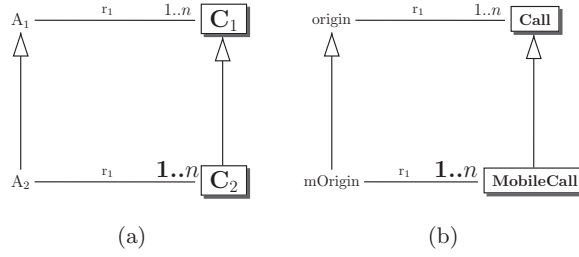 A₁ r₁ 1..n C₁
A₂ r₁ 1..n C₂
(a)
origin r₁ 1..n Call
mOrigin r₁ 1..n MobileCall
(b)